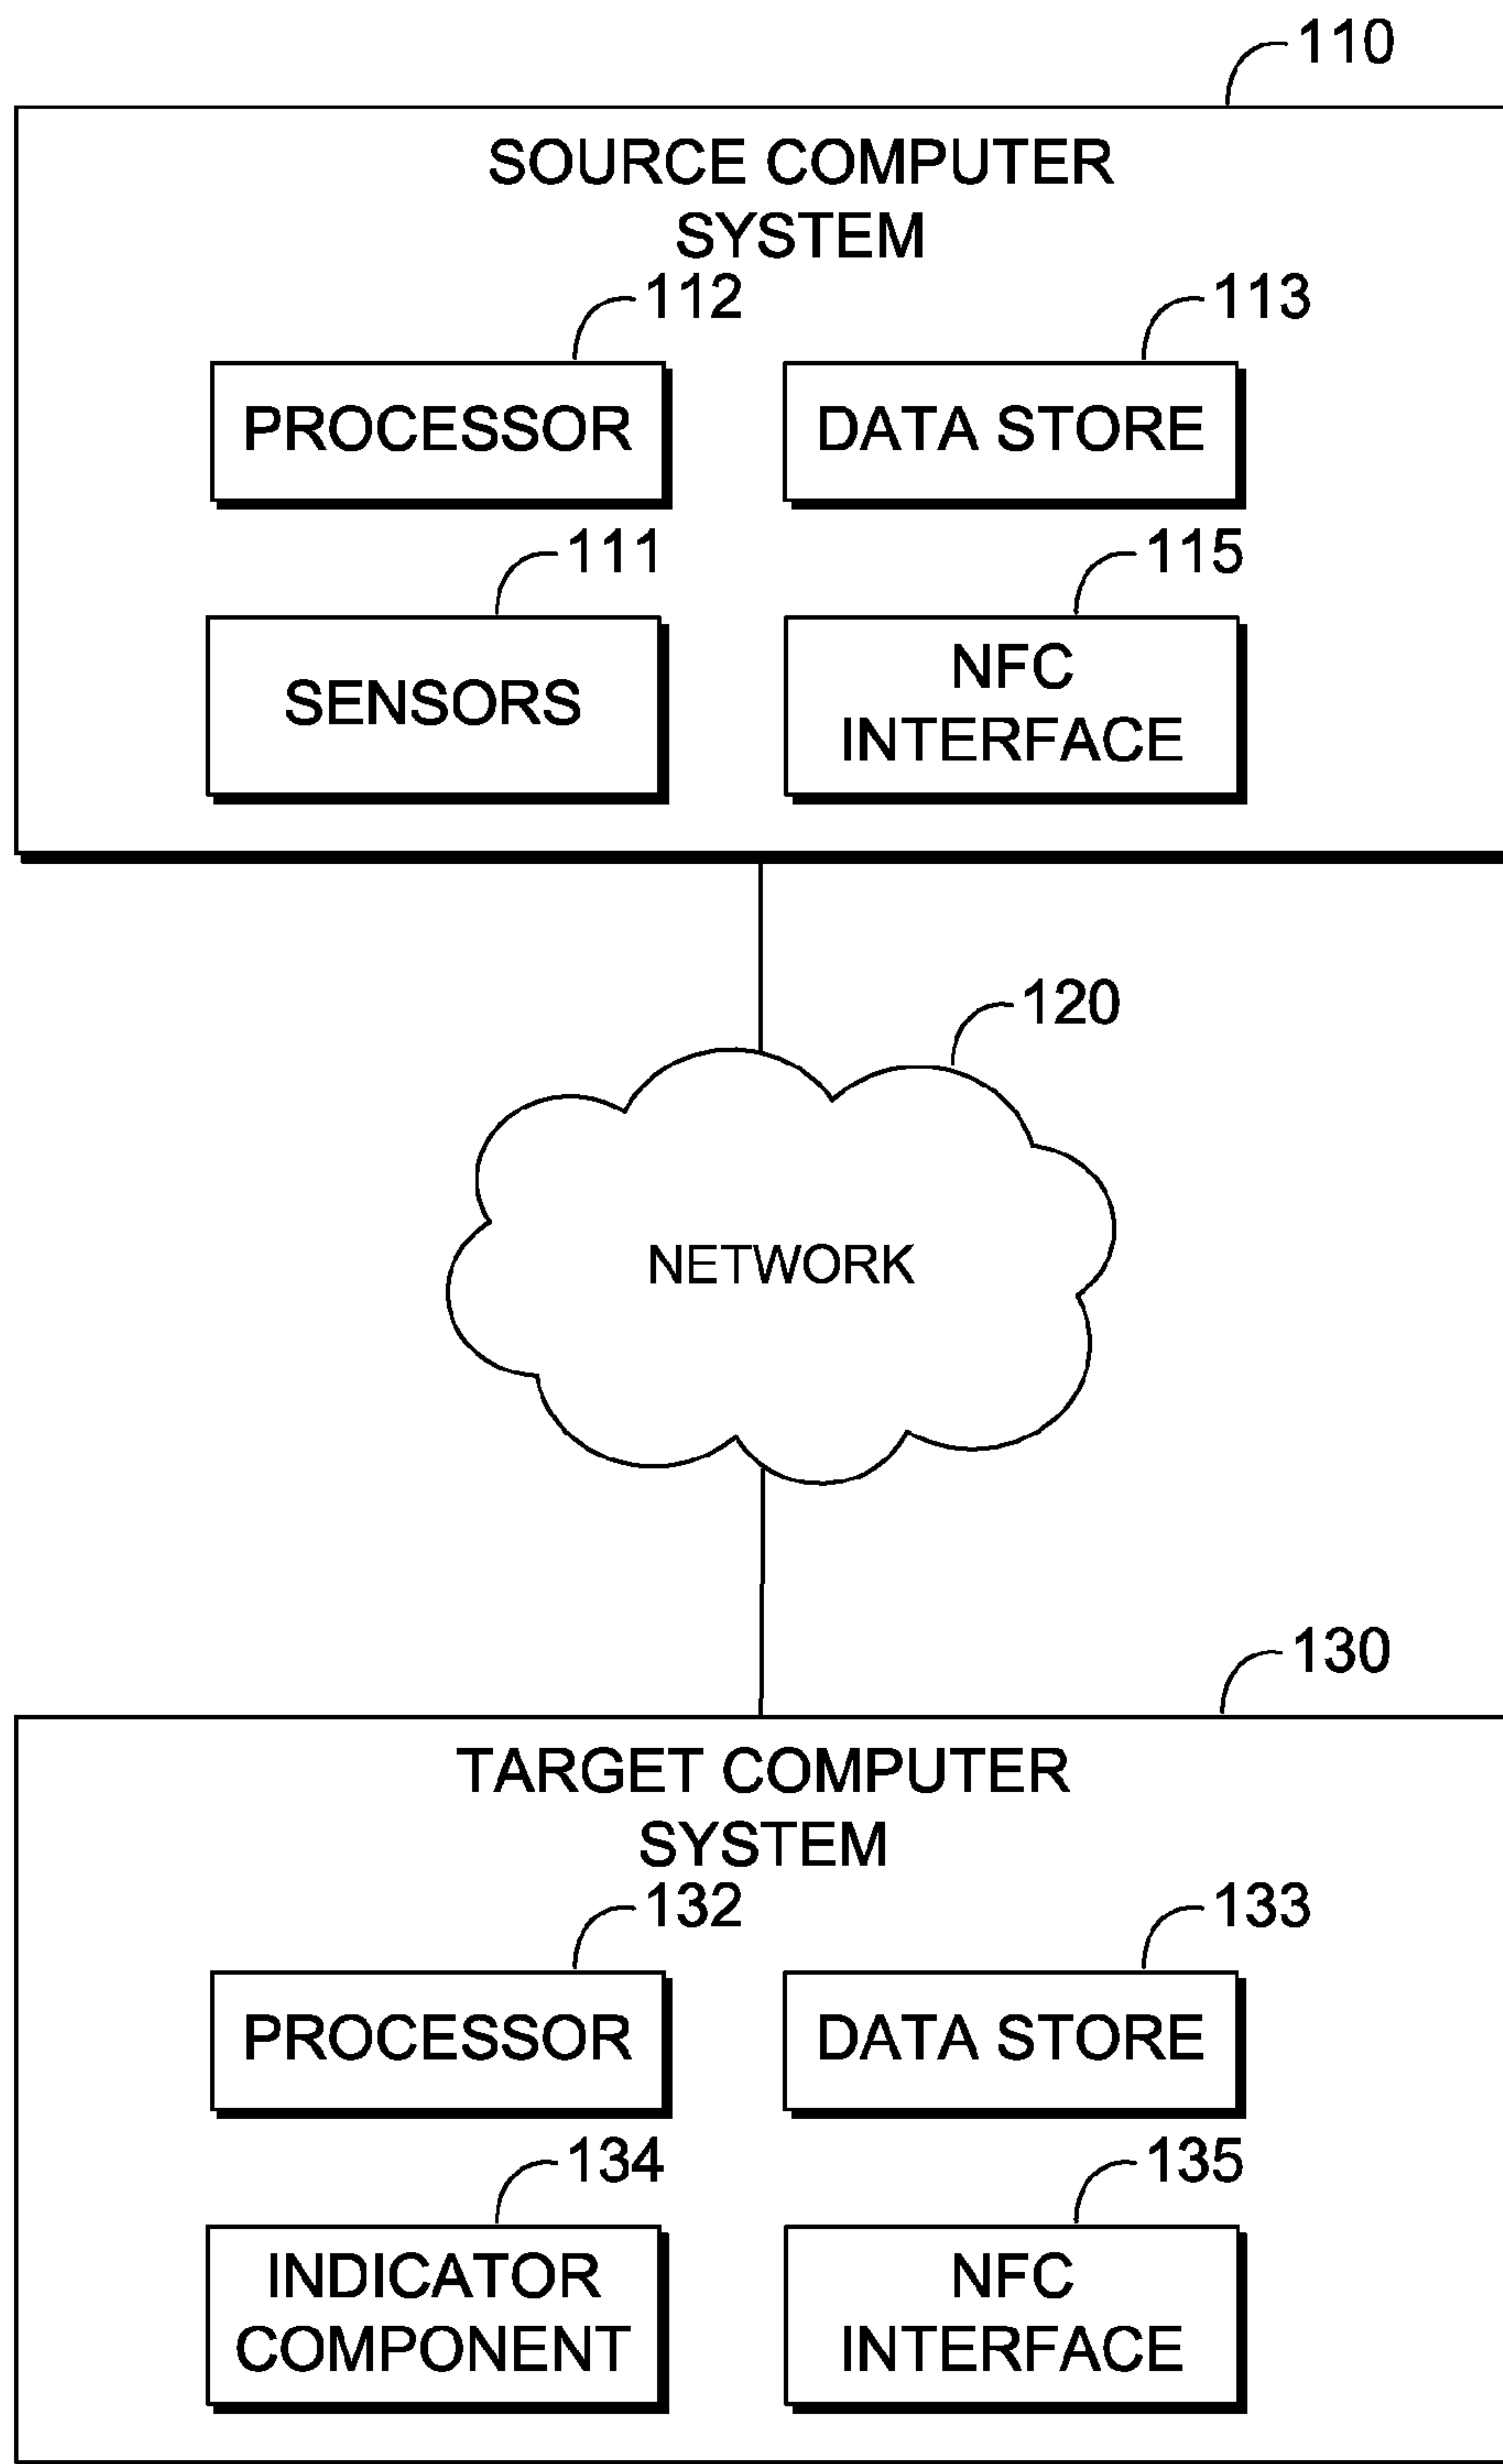 110
SOURCE COMPUTER
SYSTEM
112
113
PROCESSOR
DATA STORE
111
115
SENSORS
NFC
INTERFACE
120
NETWORK
130
TARGET COMPUTER
SYSTEM
132
133
PROCESSOR
DATA STORE
134
135
INDICATOR
COMPONENT
NFC
INTERFACE